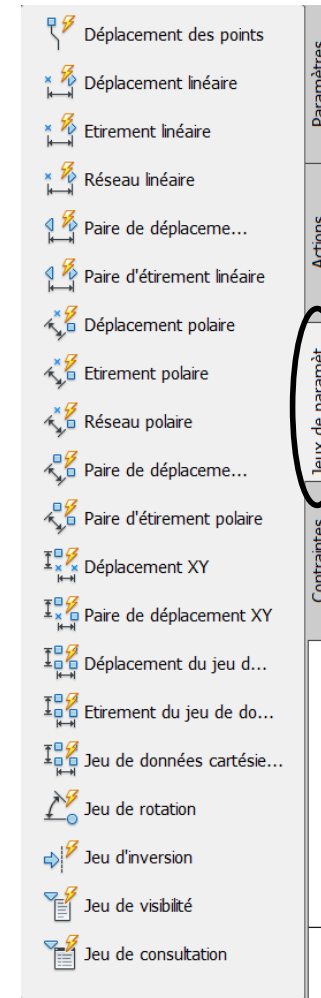 Déplacement des points
Déplacement linéaire
Etirement linéaire
Réseau linéaire
Paire de déplaceme...
Paire d'étirement linéaire
Déplacement polaire
Etirement polaire
Réseau polaire
Paire de déplaceme...
Paire d'étirement polaire
Déplacement XY
Paire de déplacement XY
Déplacement du jeu d...
Etirement du jeu de do...
Jeu de données cartésie...
Jeu de rotation
Jeu d'inversion
Jeu de visibilité
Jeu de consultation
Paramètres
Actions
Jeux de paramèt
Contraintes